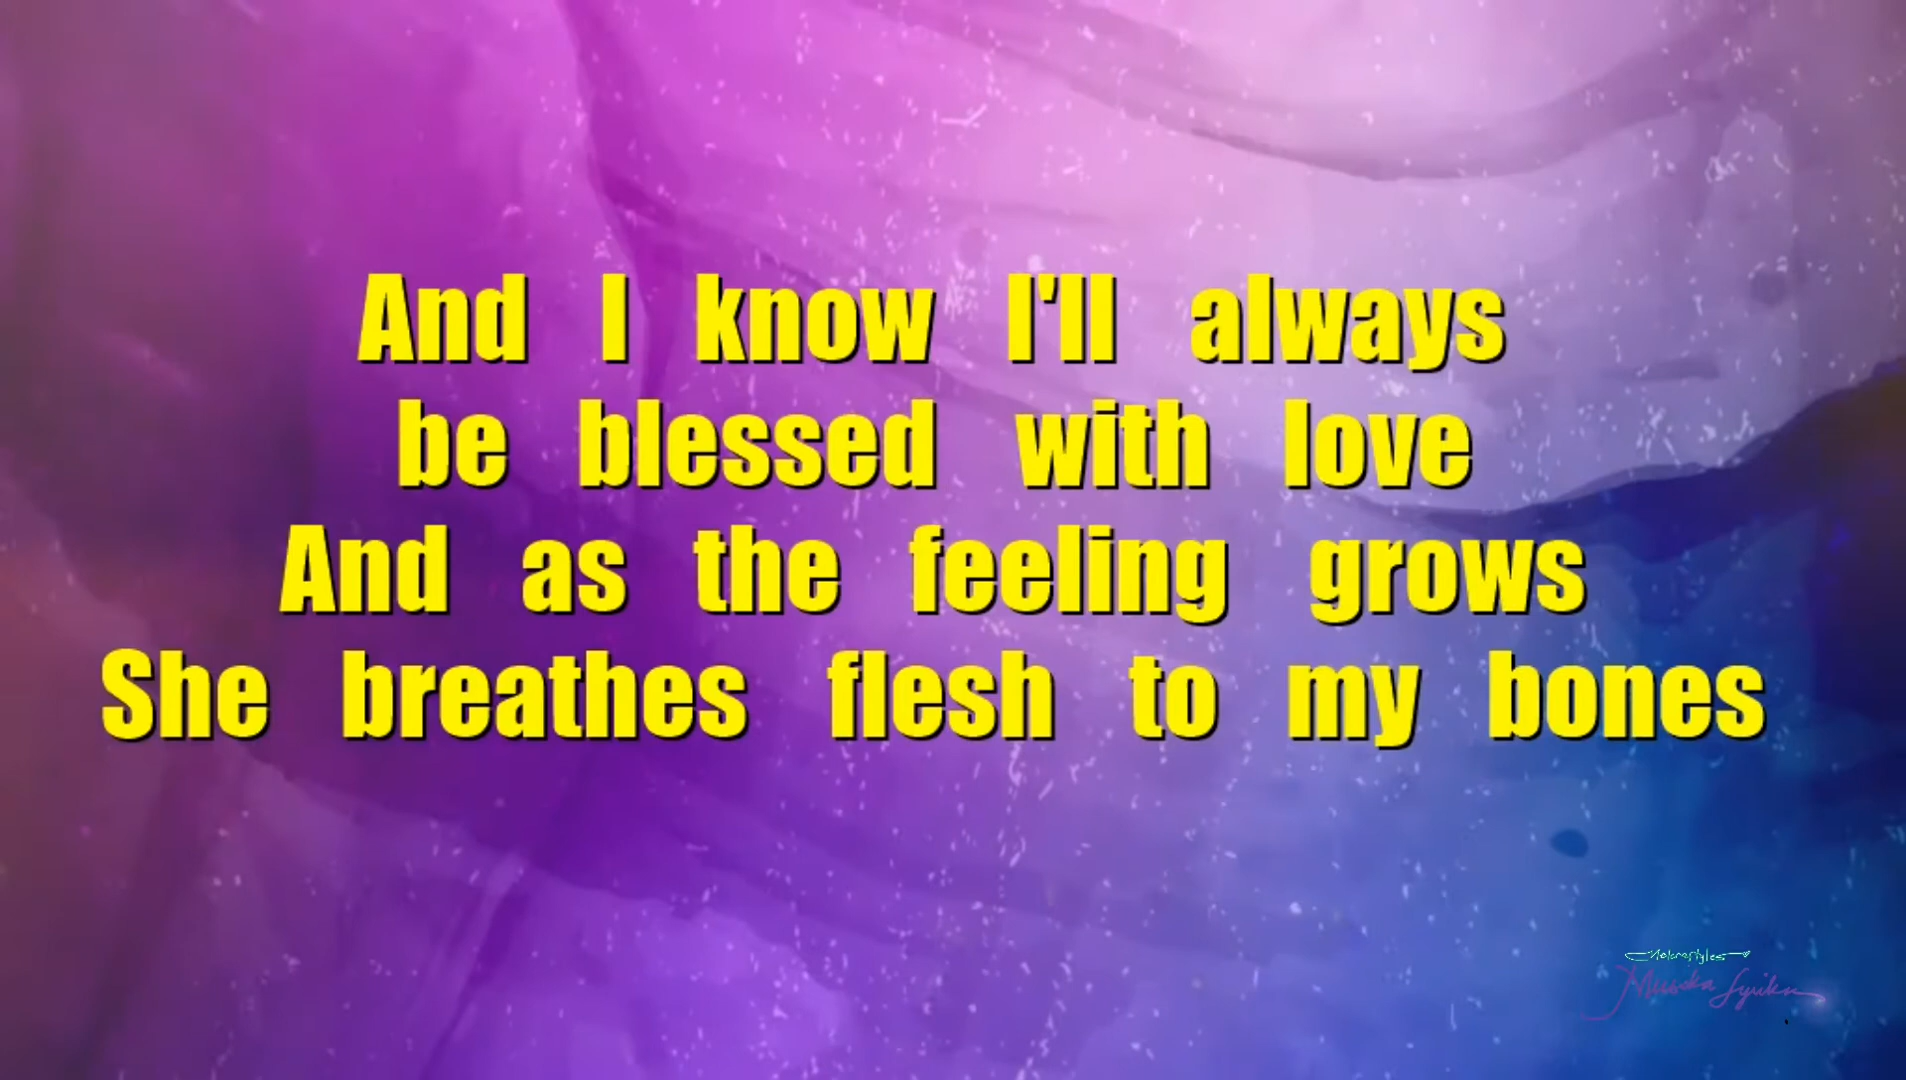 And I know I'll always
be blessed with love
And as the feeling grows
She breathes flesh to my bones